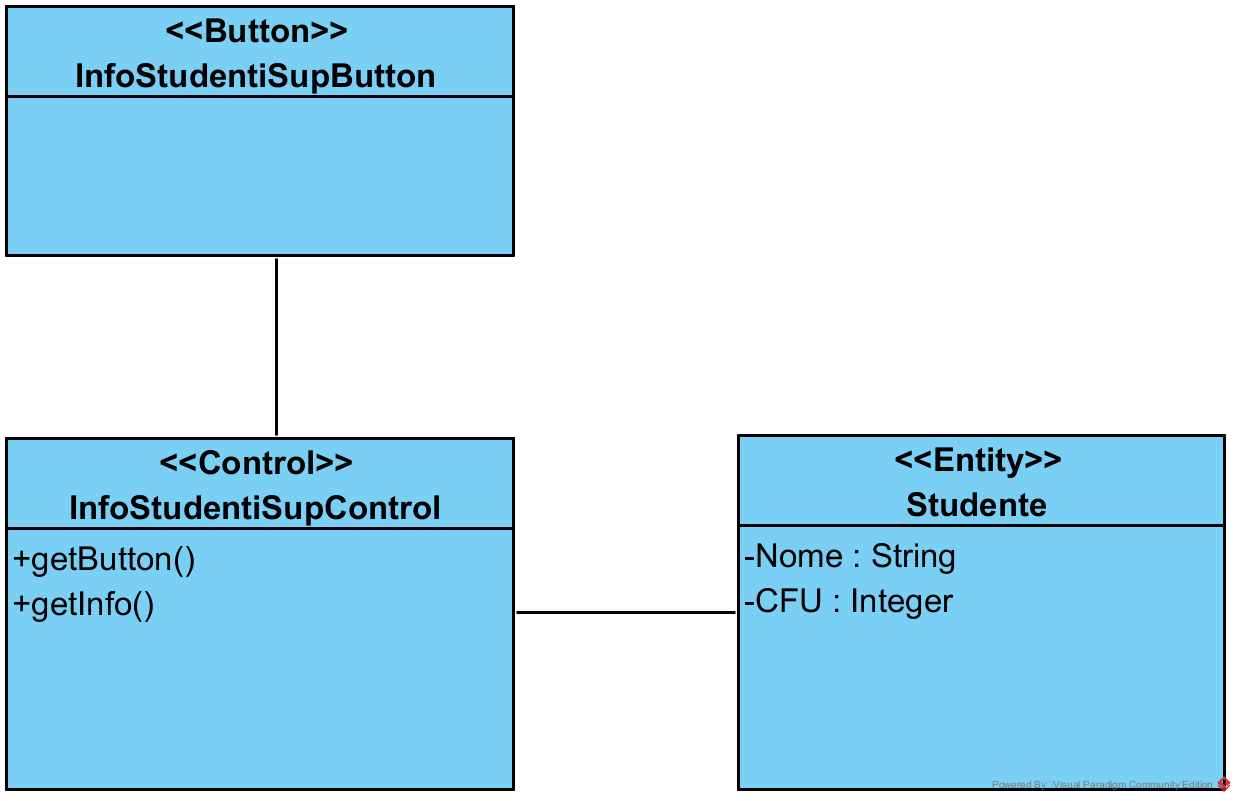 <<Button>>
InfoStudentiSupButton
<<Control>>
InfoStudentiSupControl
+getButton()
+getInfo()
<<Entity>>
Studente
-Nome : String
-CFU : Integer
Powered By Visual Paradigm Community Edition